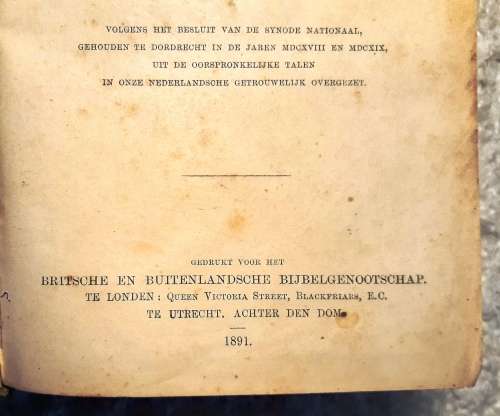 VOLGENS HET BESLUIT VAN DE SYNODE NATIONAAL,
GEHOUDEN TE DORDRECHT IN DE JAREN MDCXVIII EN MDCXIX,
UIT DE OORSPRONKELIJKE TALEN
IN ONZE NEDERLANDSCHE GETROUWELIJK OVERGEZET.
GEDRUKT VOOR HET
BRITSCHE EN BUITENLANDSCHE BIJBELGENOOTSCHAP.
TE LONDEN: QUEEN VICTORIA STREET, BLACKFRIARS, E.C.
TE UTRECHT. ACHTER DEN DOM.
1891.